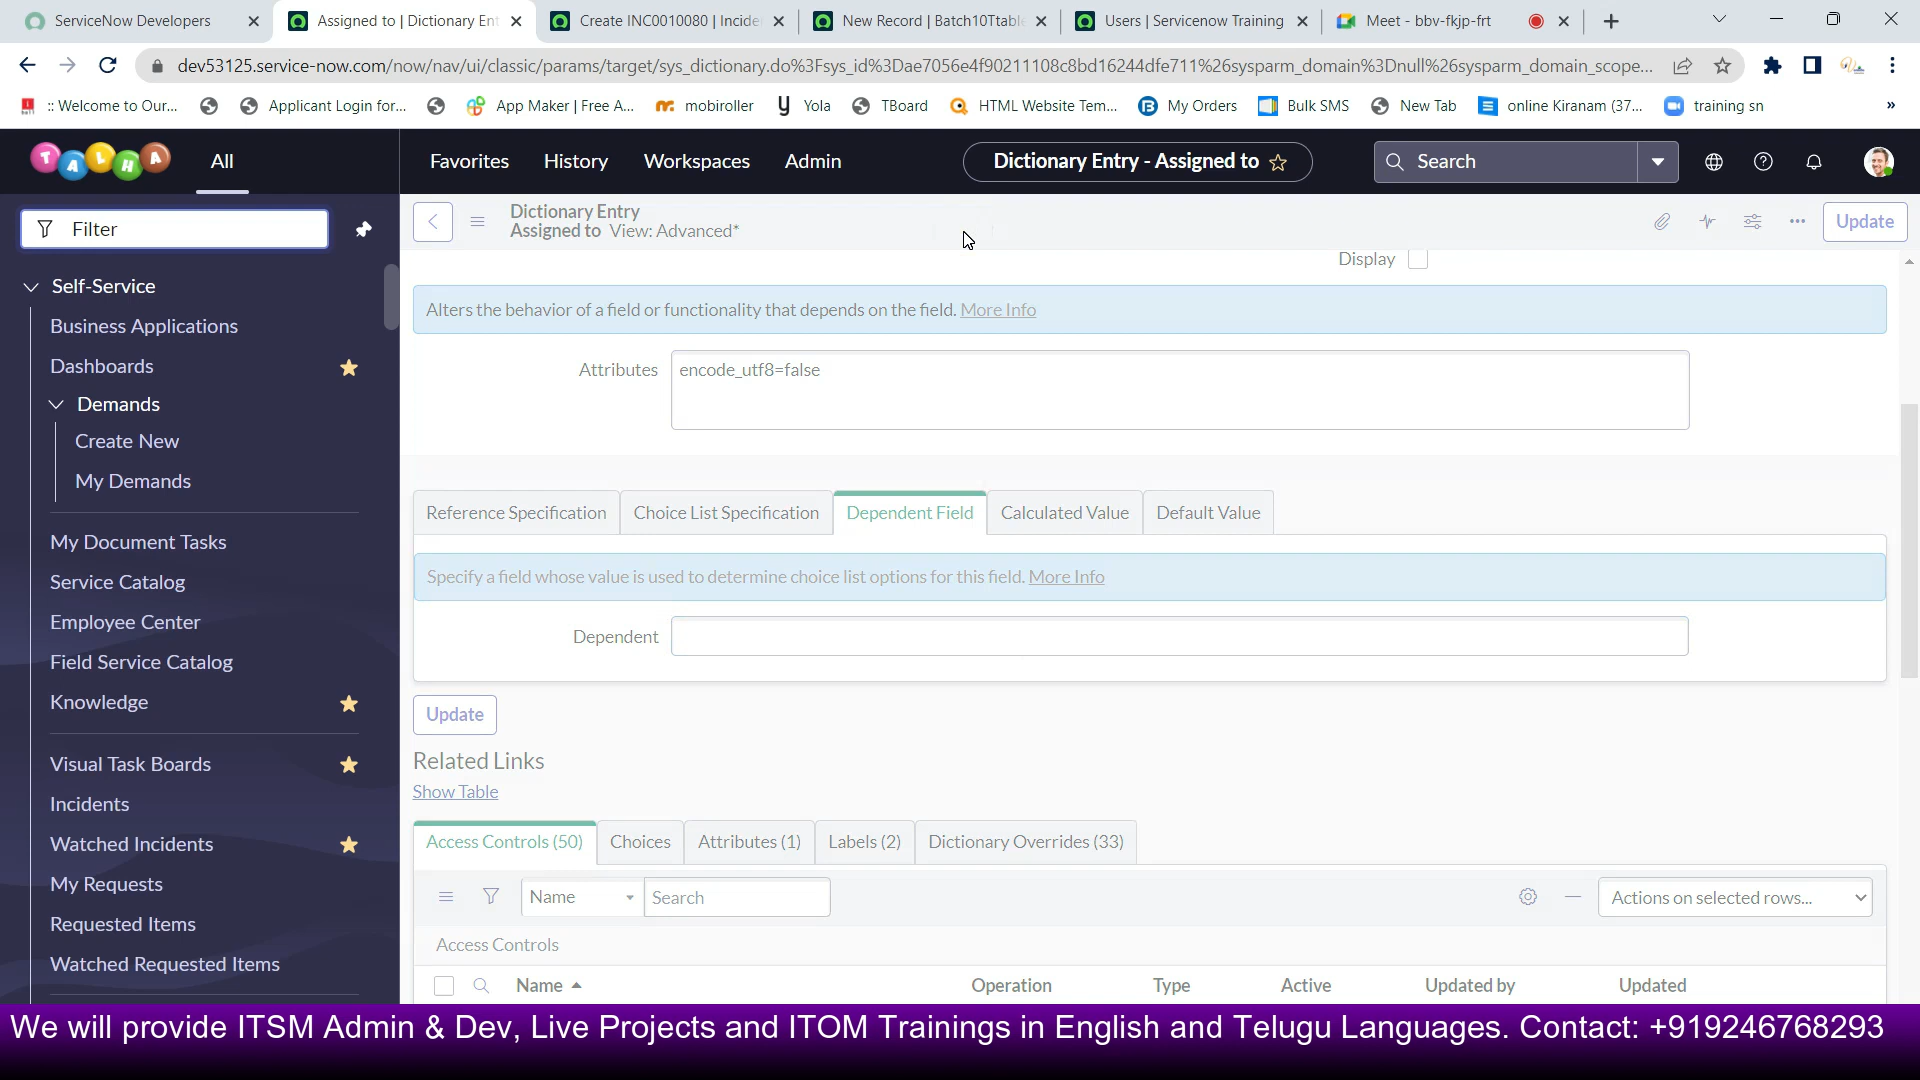 ServiceNow Developers
Assigned to | Dictionary Ent
Create INC0010080 | Incide
New Record | Batch10Ttable
Users | Servicenow Training
Meet - bbv-fkjp-frt
dev53125.service-now.com/now/nav/ui/classic/params/target/sys_dictionary.do%3Fsys_id%3Dae7056e4f90211108c8bd16244dfe711%26sysparm_domain%3Dnull%26sysparm_domain_scope...
:: Welcome to Our...
Applicant Login for...
App Maker | Free A...
mobiroller
Yola
TBoard
HTML Website Tem...
My Orders
Bulk SMS
New Tab
online Kiranam (37...
training sn
»
TALHA
All
Favorites
History
Workspaces
Admin
Dictionary Entry - Assigned to
Search
Filter
Dictionary Entry
Assigned to View: Advanced*
Update
Self-Service
Business Applications
Dashboards
Demands
Create New
My Demands
My Document Tasks
Service Catalog
Employee Center
Field Service Catalog
Knowledge
Visual Task Boards
Incidents
Watched Incidents
My Requests
Requested Items
Watched Requested Items
Display
Alters the behavior of a field or functionality that depends on the field. More Info
Attributes
encode_utf8=false
Reference Specification
Choice List Specification
Dependent Field
Calculated Value
Default Value
Specify a field whose value is used to determine choice list options for this field. More Info
Dependent
Update
Related Links
Show Table
Access Controls (50)
Choices
Attributes (1)
Labels (2)
Dictionary Overrides (33)
Name
Search
Actions on selected rows...
Access Controls
Name
Operation
Type
Active
Updated by
Updated
We will provide ITSM Admin & Dev, Live Projects and ITOM Trainings in English and Telugu Languages. Contact: +919246768293